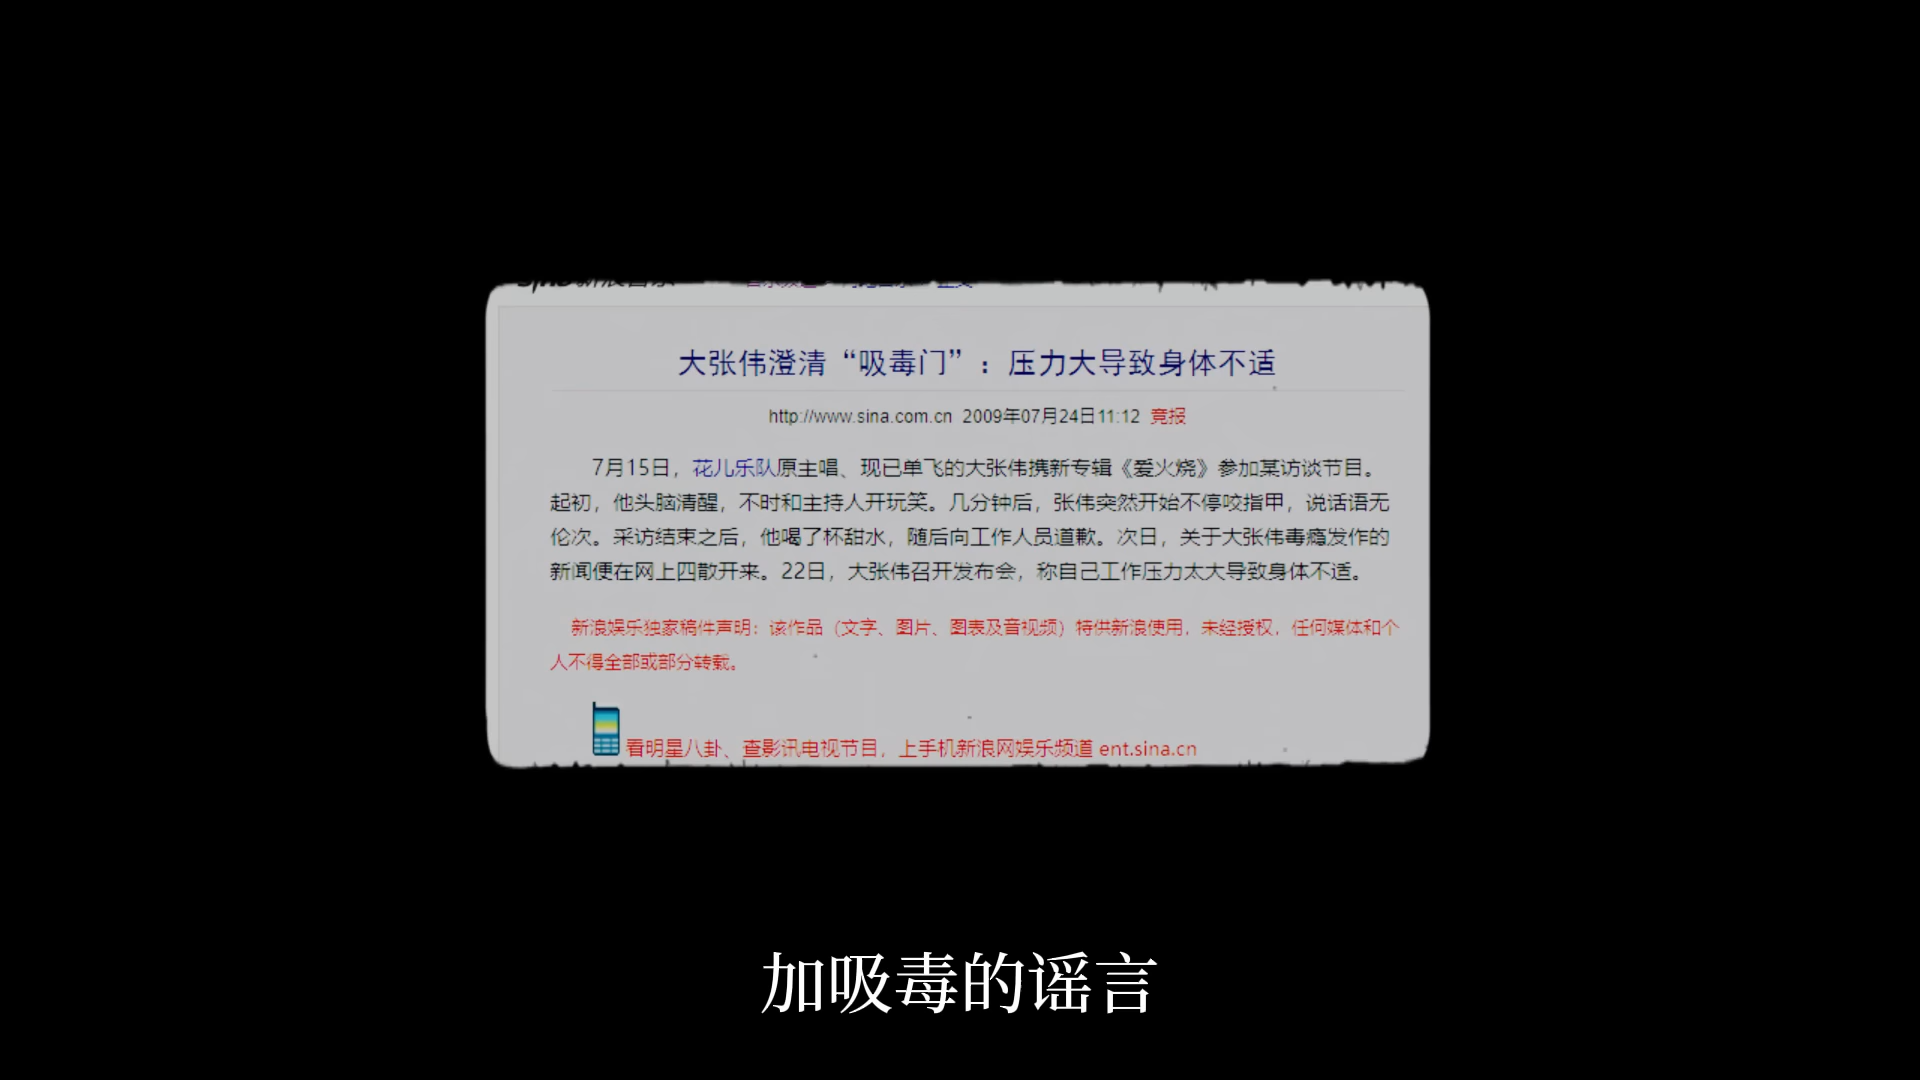 大张伟澄清“吸毒门”：压力大导致身体不适
http://www.sina.com.cn 2009年07月24日11:12 竞报
7月15日，花儿乐队原主唱、现已单飞的大张伟携新专辑《爱火烧》参加某访谈节目。
起初，他头脑清醒，不时和主持人开玩笑。几分钟后，张伟突然开始不停咬指甲，说话语无
伦次。采访结束之后，他喝了杯甜水，随后向工作人员道歉。次日，关于大张伟毒瘾发作的
新闻便在网上四散开来。22日，大张伟召开发布会，称自己工作压力太大导致身体不适。
新浪娱乐独家稿件声明：该作品（文字、图片、图表及音视频）特供新浪使用，未经授权，任何媒体和个
人不得全部或部分转载。
看明星八卦、查影讯电视节目，上手机新浪网娱乐频道 ent.sina.cn
加吸毒的谣言